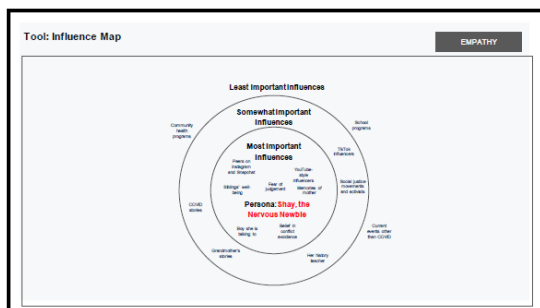 Tool: Influence Map
EMPATHY
Least Important Influences
Somewhat Important
Influences
Most Important
Influences
Community
health
programs
School
programs
TikTok
influencers
Peers on
Instagram
and Snapchat
YouTube-
style
influencers
Siblings' well-
being
Fear of
judgement
Memories of
mother
Social justice
movements
and activists
Persona: Shay, the
Nervous Newbie
COVID
stories
Boy she is
talking to
Belief in
conflict
avoidance
Current
events other
than COVID
Grandmother's
stories
Her history
teacher